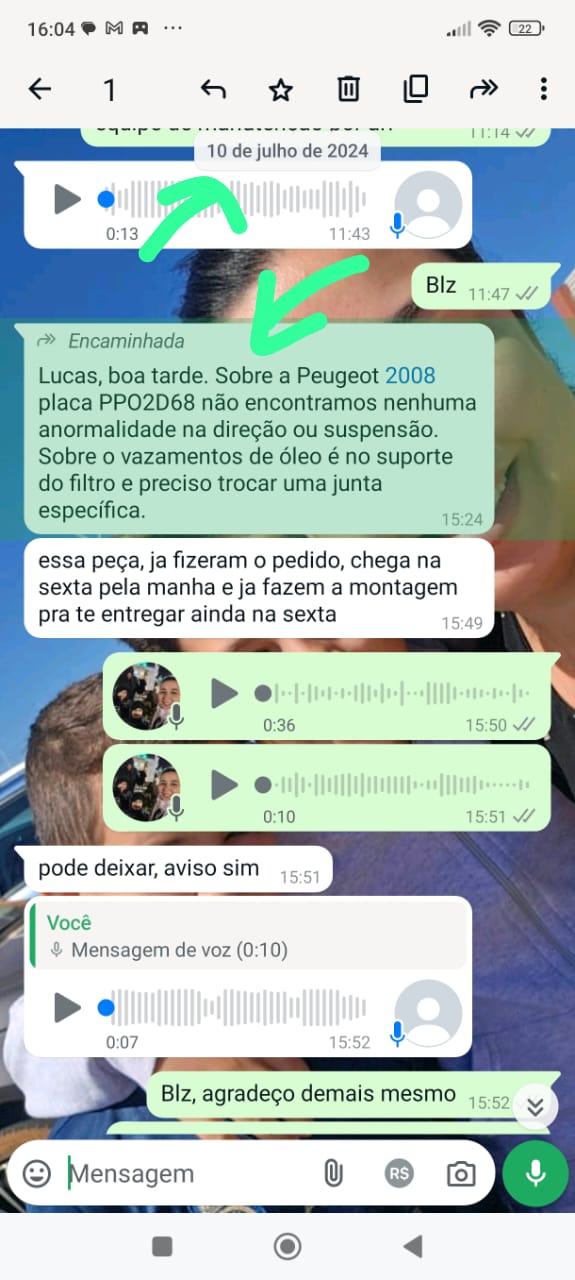 16:04
22
1
11:14
10 de julho de 2024
0:13
11:43
Blz
11:47
Encaminhada
Lucas, boa tarde. Sobre a Peugeot 2008
placa PPO2D68 não encontramos nenhuma
anormalidade na direção ou suspensão.
Sobre o vazamentos de óleo é no suporte
do filtro e preciso trocar uma junta
específica.
15:24
essa peça, ja fizeram o pedido, chega na
sexta pela manha e ja fazem a montagem
pra te entregar ainda na sexta
15:49
0:36
15:50
0:10
15:51
pode deixar, aviso sim
15:51
Você
Mensagem de voz (0:10)
0:07
15:52
Blz, agradeço demais mesmo
15:52
Mensagem
R$